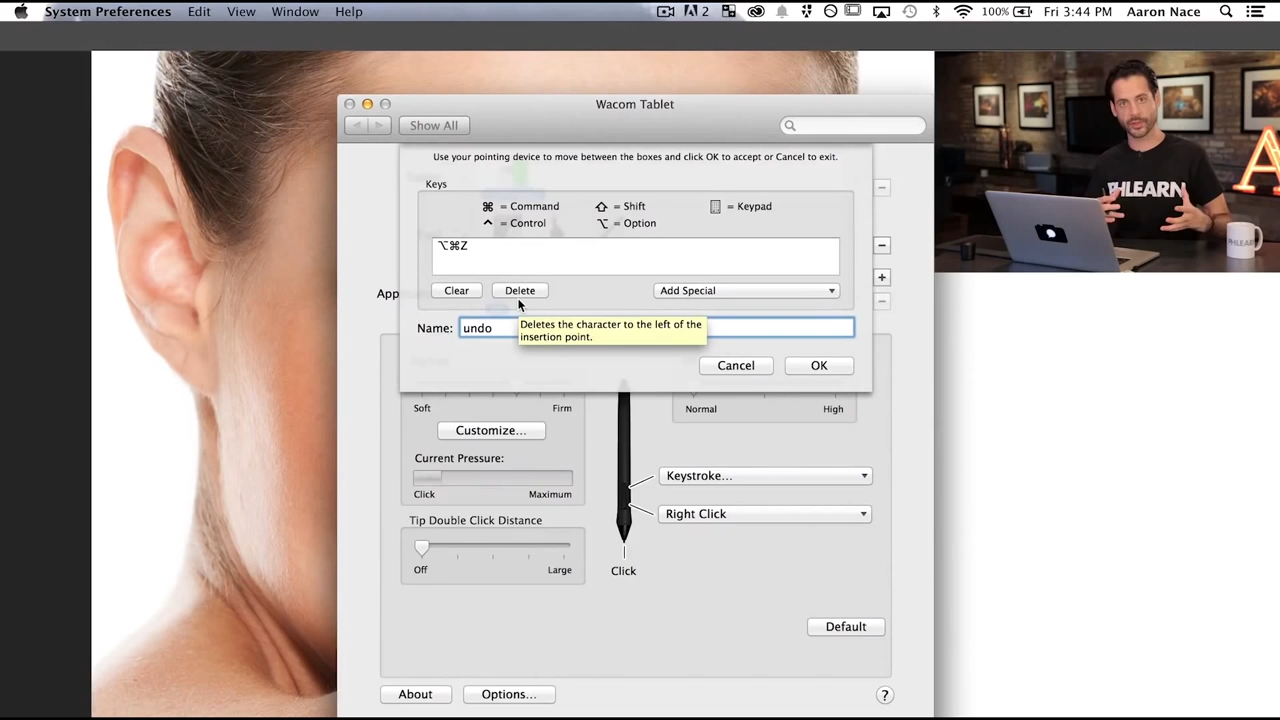 System Preferences Edit View Window Help 2 100% Fri 3:44 PM Aaron Nace
Wacom Tablet
Show All
Use your pointing device to move between the boxes and click OK to accept or Cancel to exit.
Keys
⌘ = Command ⇧ = Shift = Keypad
⌃ = Control ⌥ = Option
⌥⌘Z
Clear Delete Add Special
App
Name: undo
Deletes the character to the left of the
insertion point.
Cancel OK
Soft Firm Normal High
Customize...
Current Pressure:
Click Maximum
Keystroke...
Right Click
Tip Double Click Distance
Off Large
Click
Default
About Options... ?
PHLEARN
PHLEARN
A